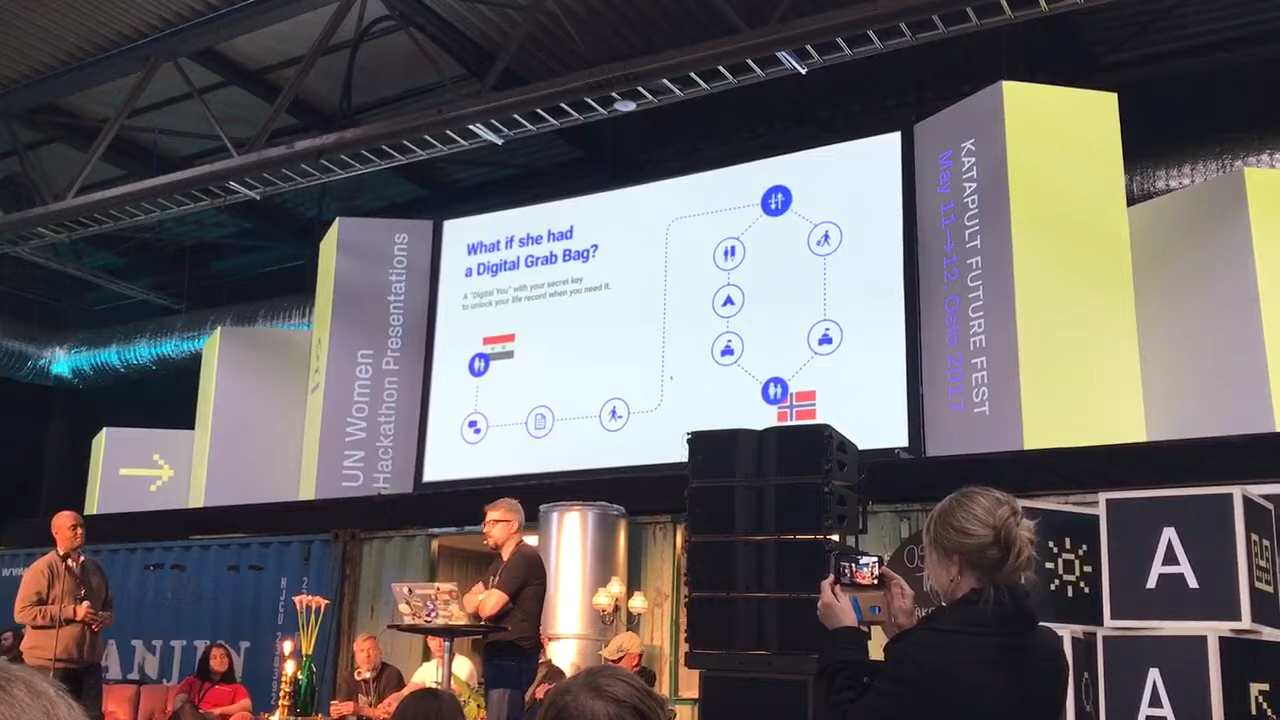 UN Women
Hackathon Presentations
What if she had
a Digital Grab Bag?
A "Digital You" with your secret key
to unlock your life record when you need it.
KATAPULT FUTURE FEST
May 11→12, Oslo 2017
ANJIN
A
A